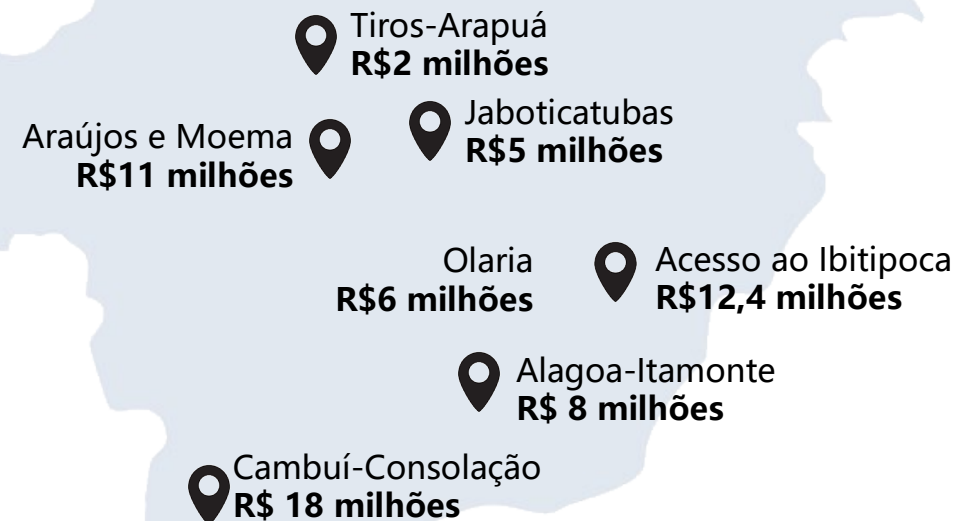 Tiros-Arapuá
R$2 milhões
Jaboticatubas
R$5 milhões
Araújos e Moema
R$11 milhões
Olaria
R$6 milhões
Acesso ao Ibitipoca
R$12,4 milhões
Alagoa-Itamonte
R$ 8 milhões
Cambuí-Consolação
R$ 18 milhões